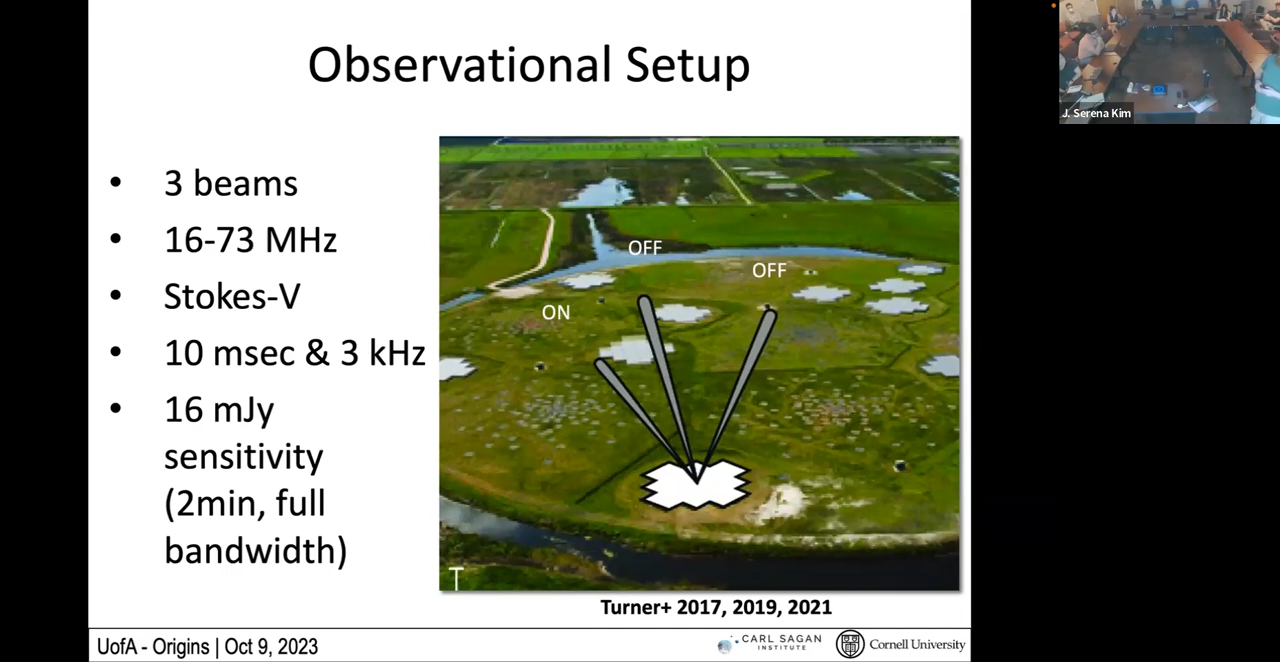 Observational Setup
• 3 beams
• 16-73 MHz
• Stokes-V
• 10 msec & 3 kHz
• 16 mJy
sensitivity
(2min, full
bandwidth)
OFF
OFF
ON
T
Turner+ 2017, 2019, 2021
UofA - Origins | Oct 9, 2023
CARL SAGAN
INSTITUTE
Cornell University
J. Serena Kim